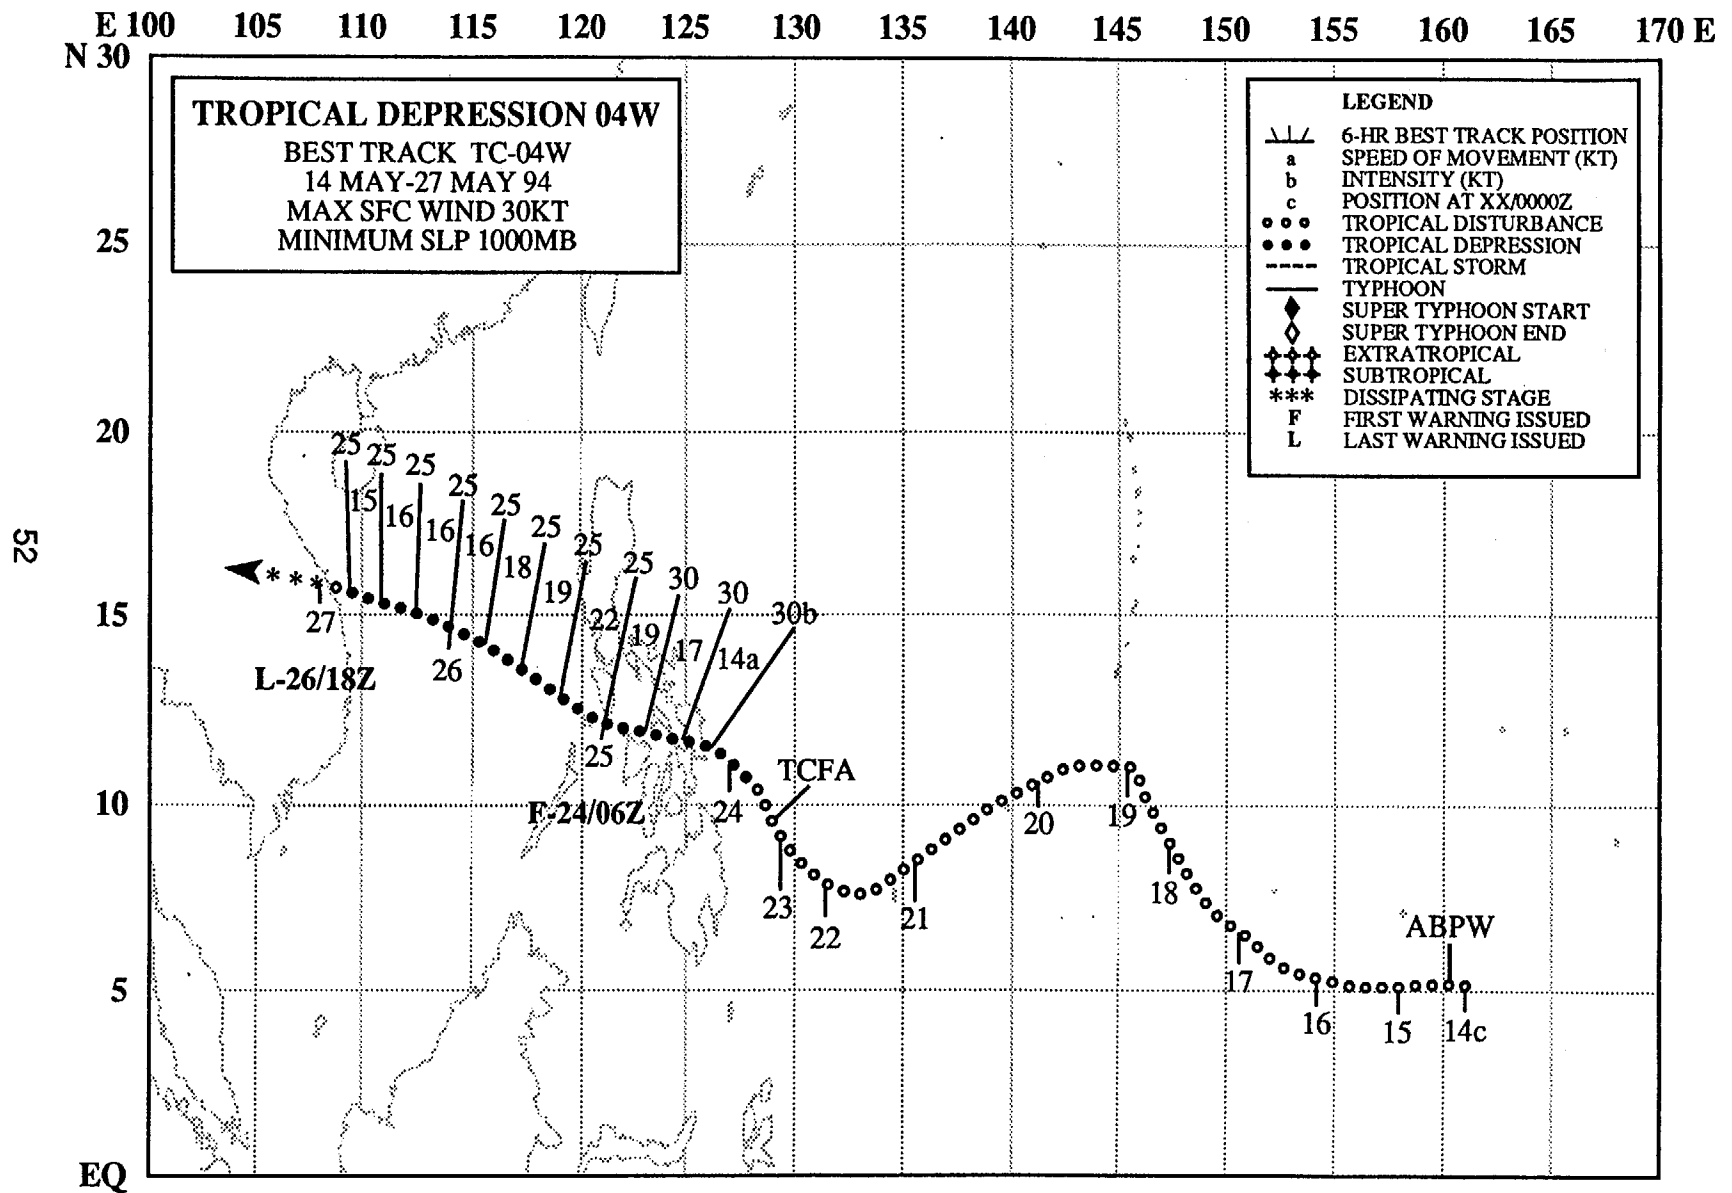 E 100 105 110 115 120 125 130 135 140 145 150 155 160 165 170 E
N 30
25
20
15
10
5
EQ
52
TROPICAL DEPRESSION 04W
BEST TRACK TC-04W
14 MAY-27 MAY 94
MAX SFC WIND 30KT
MINIMUM SLP 1000MB
LEGEND
6-HR BEST TRACK POSITION
a SPEED OF MOVEMENT (KT)
b INTENSITY (KT)
c POSITION AT XX/0000Z
TROPICAL DISTURBANCE
TROPICAL DEPRESSION
TROPICAL STORM
TYPHOON
SUPER TYPHOON START
SUPER TYPHOON END
EXTRATROPICAL
SUBTROPICAL
*** DISSIPATING STAGE
F FIRST WARNING ISSUED
L LAST WARNING ISSUED
25 25 25 25 25 25 25 25 30 30 30b
15 16 16 16 18 19 22 19 17 14a
27
26
25
24
L-26/18Z
F-24/06Z
TCFA
23
22
21
20
19
18
17
16
15
14c
ABPW